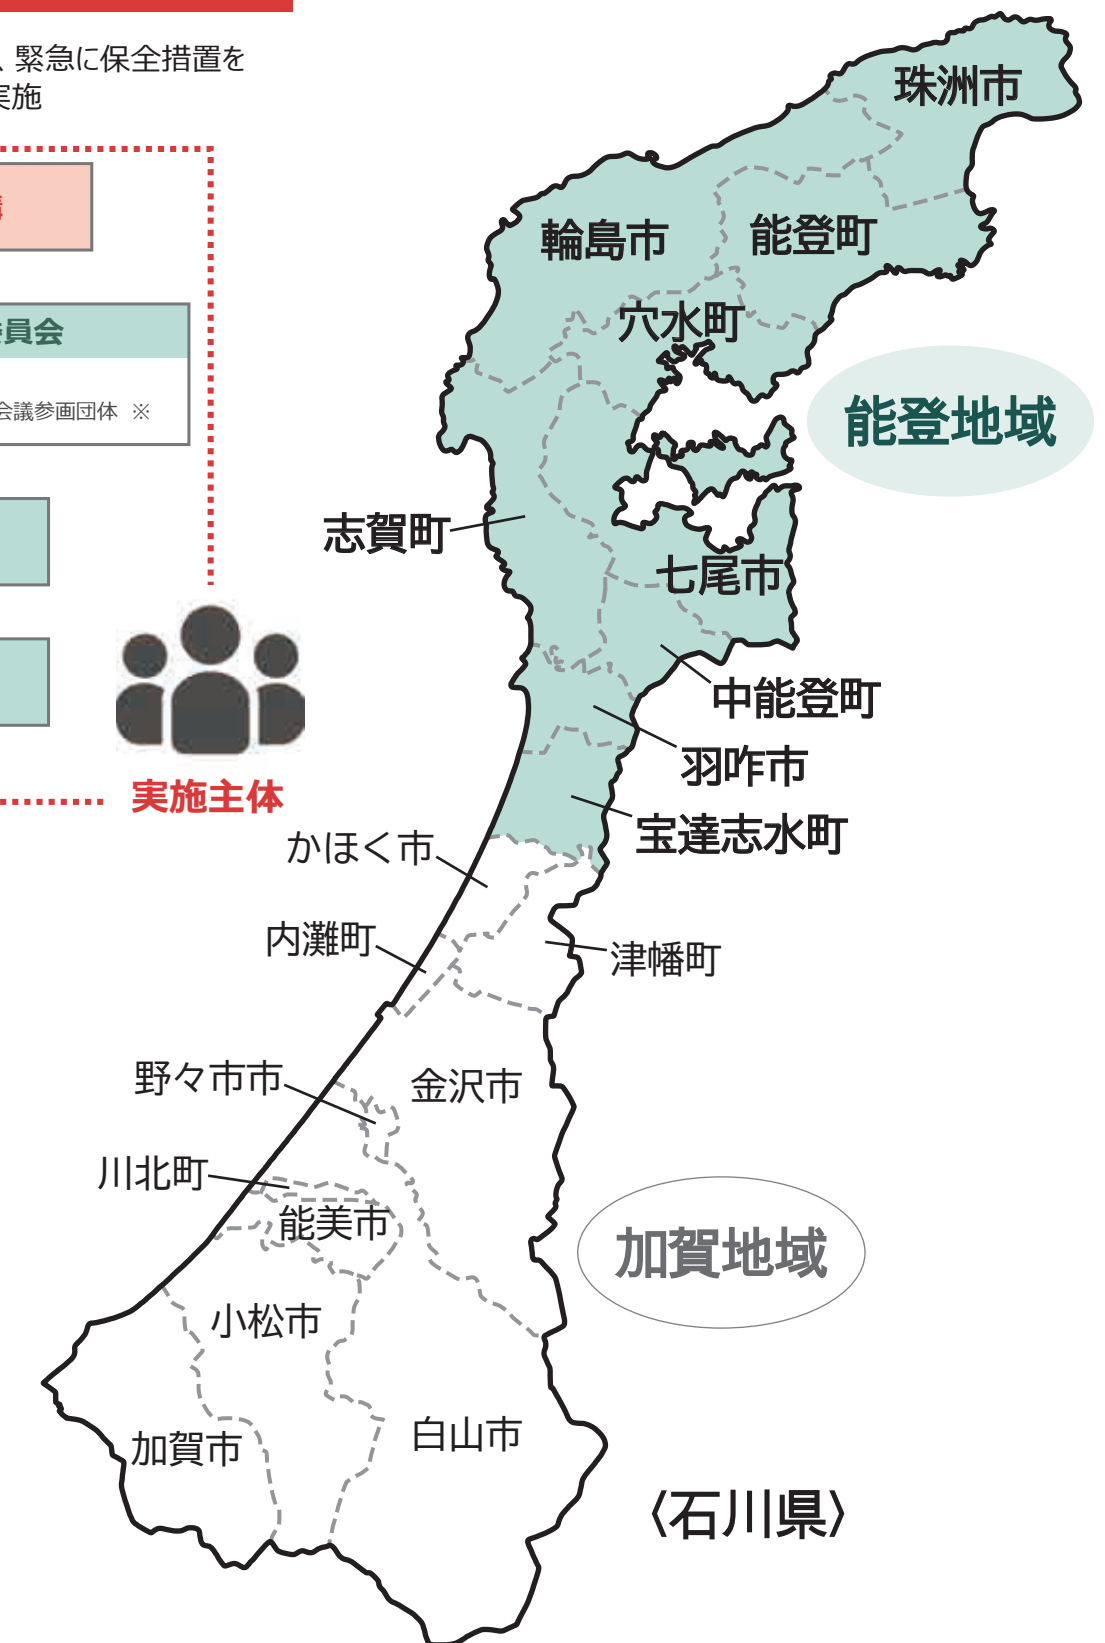 、緊急に保全措置を
実施
構
委員会
会議参画団体 ※
実施主体
珠洲市
輪島市
能登町
穴水町
能登地域
志賀町
七尾市
中能登町
羽咋市
宝達志水町
かほく市
内灘町
津幡町
野々市市
金沢市
川北町
能美市
加賀地域
小松市
加賀市
白山市
〈石川県〉